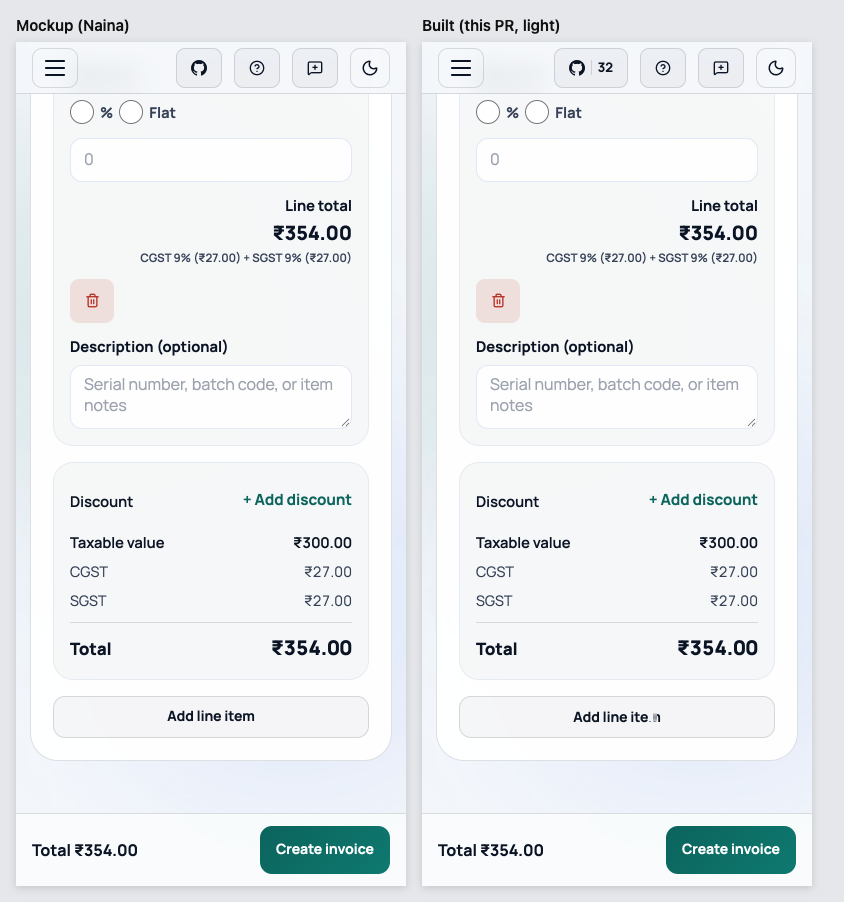 Mockup (Naina)
% Flat
0
Line total
₹354.00
CGST 9% (₹27.00) + SGST 9% (₹27.00)
Description (optional)
Serial number, batch code, or item
notes
Discount
+ Add discount
Taxable value
₹300.00
CGST
₹27.00
SGST
₹27.00
Total
₹354.00
Add line item
Total ₹354.00
Create invoice
Built (this PR, light)
32
% Flat
0
Line total
₹354.00
CGST 9% (₹27.00) + SGST 9% (₹27.00)
Description (optional)
Serial number, batch code, or item
notes
Discount
+ Add discount
Taxable value
₹300.00
CGST
₹27.00
SGST
₹27.00
Total
₹354.00
Add line
Total ₹354.00
Create invoice